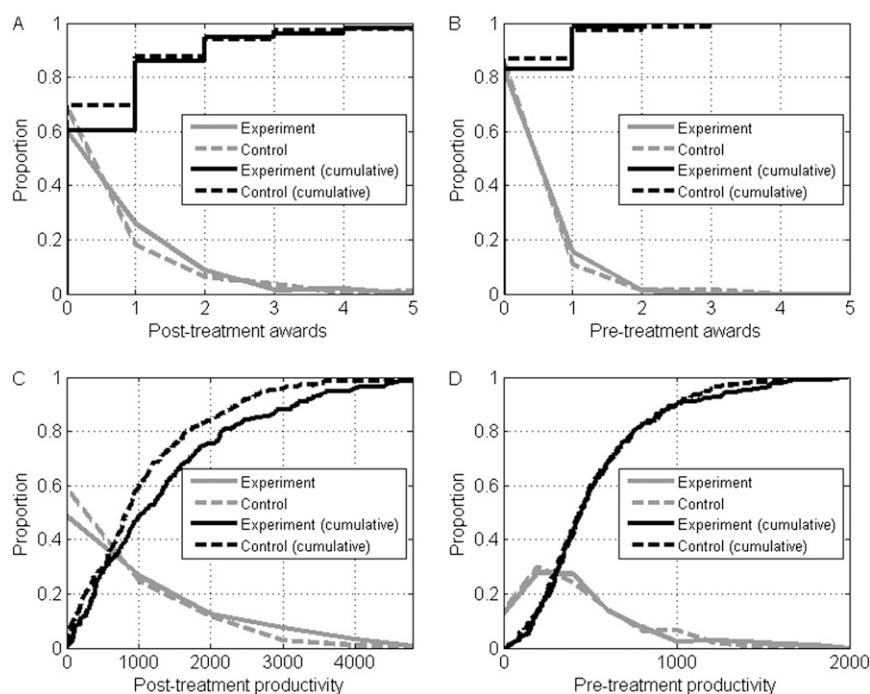 A
Proportion
1
0.8
0.6
0.4
0.2
0
0 1 2 3 4 5
Post-treatment awards
Experiment
Control
Experiment (cumulative)
Control (cumulative)
B
Proportion
1
0.8
0.6
0.4
0.2
0
0 1 2 3 4 5
Pre-treatment awards
Experiment
Control
Experiment (cumulative)
Control (cumulative)
C
Proportion
1
0.8
0.6
0.4
0.2
0
0 1000 2000 3000 4000
Post-treatment productivity
Experiment
Control
Experiment (cumulative)
Control (cumulative)
D
Proportion
1
0.8
0.6
0.4
0.2
0
0 1000 2000
Pre-treatment productivity
Experiment
Control
Experiment (cumulative)
Control (cumulative)